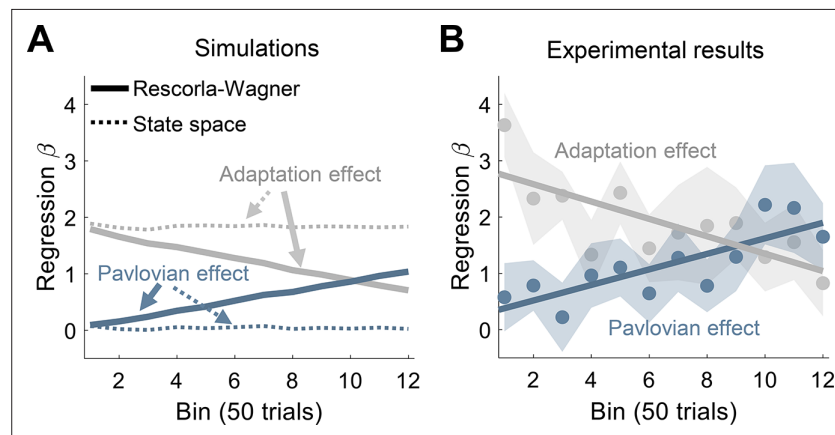 A
Simulations
Rescorla-Wagner
State space
Adaptation effect
Pavlovian effect
Regression β
4
3
2
1
0
2 4 6 8 10 12
Bin (50 trials)
B
Experimental results
Adaptation effect
Pavlovian effect
Regression β
4
3
2
1
0
2 4 6 8 10 12
Bin (50 trials)